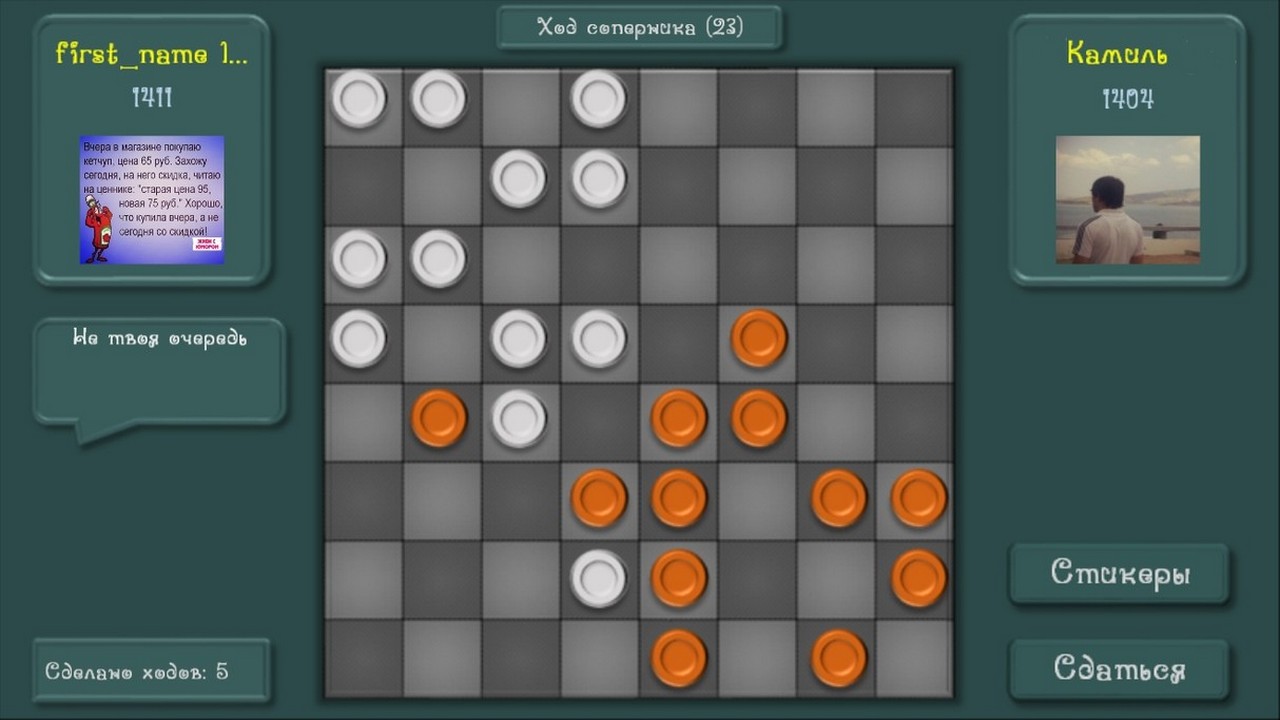 Ход соперника (23)
first_name l...
1411
Вчера в магазине покупаю
кетчуп, цена 65 руб. Захожу
сегодня, на него скидка, читаю
на ценнике: "старая цена 95,
новая 75 руб." Хорошо,
что купила вчера, а не
сегодня со скидкой!
Камиль
1404
Не твоя очередь
Стикеры
Сделано ходов: 5
Сдаться